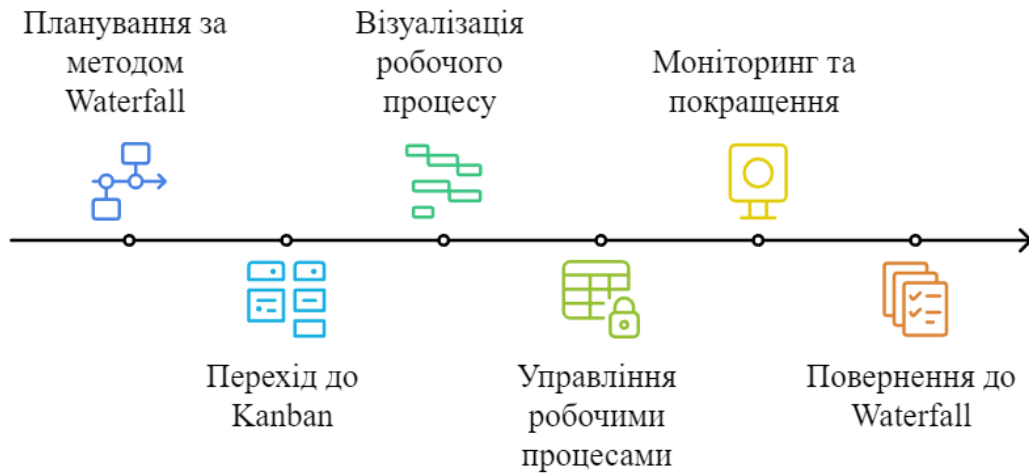 Планування за
методом
Waterfall
Візуалізація
робочого
процесу
Моніторинг та
покращення
Перехід до
Kanban
Управління
робочими
процесами
Повернення до
Waterfall